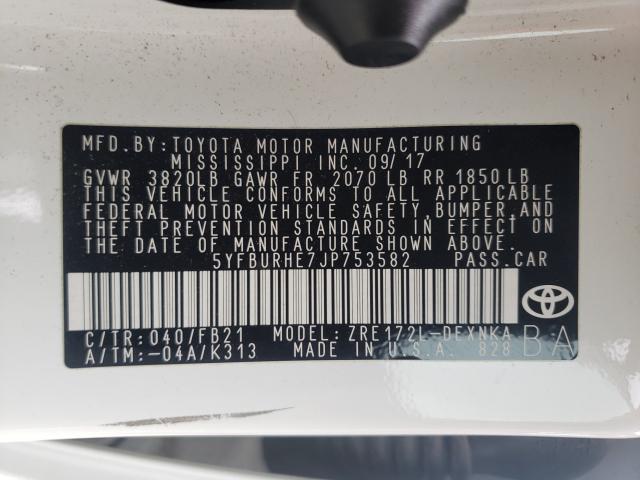 MFD.BY:TOYOTA MOTOR MANUFACTURING
MISSISSIPPI INC. 09/17
GVWR 3820LB GAWR FR 2070 LB RR 1850 LB
THIS VEHICLE CONFORMS TO ALL APPLICABLE
FEDERAL MOTOR VEHICLE SAFETY,BUMPER,AND
THEFT PREVENTION STANDARDS IN EFFECT ON
THE DATE OF MANUFACTURE SHOWN ABOVE.
5YFBURHE7JP753582 PASS.CAR
C/TR:040/FB21 MODEL:ZRE172L-DEXNKA
A/TM:-04A/K313 MADE IN U.S.A. 828 BA